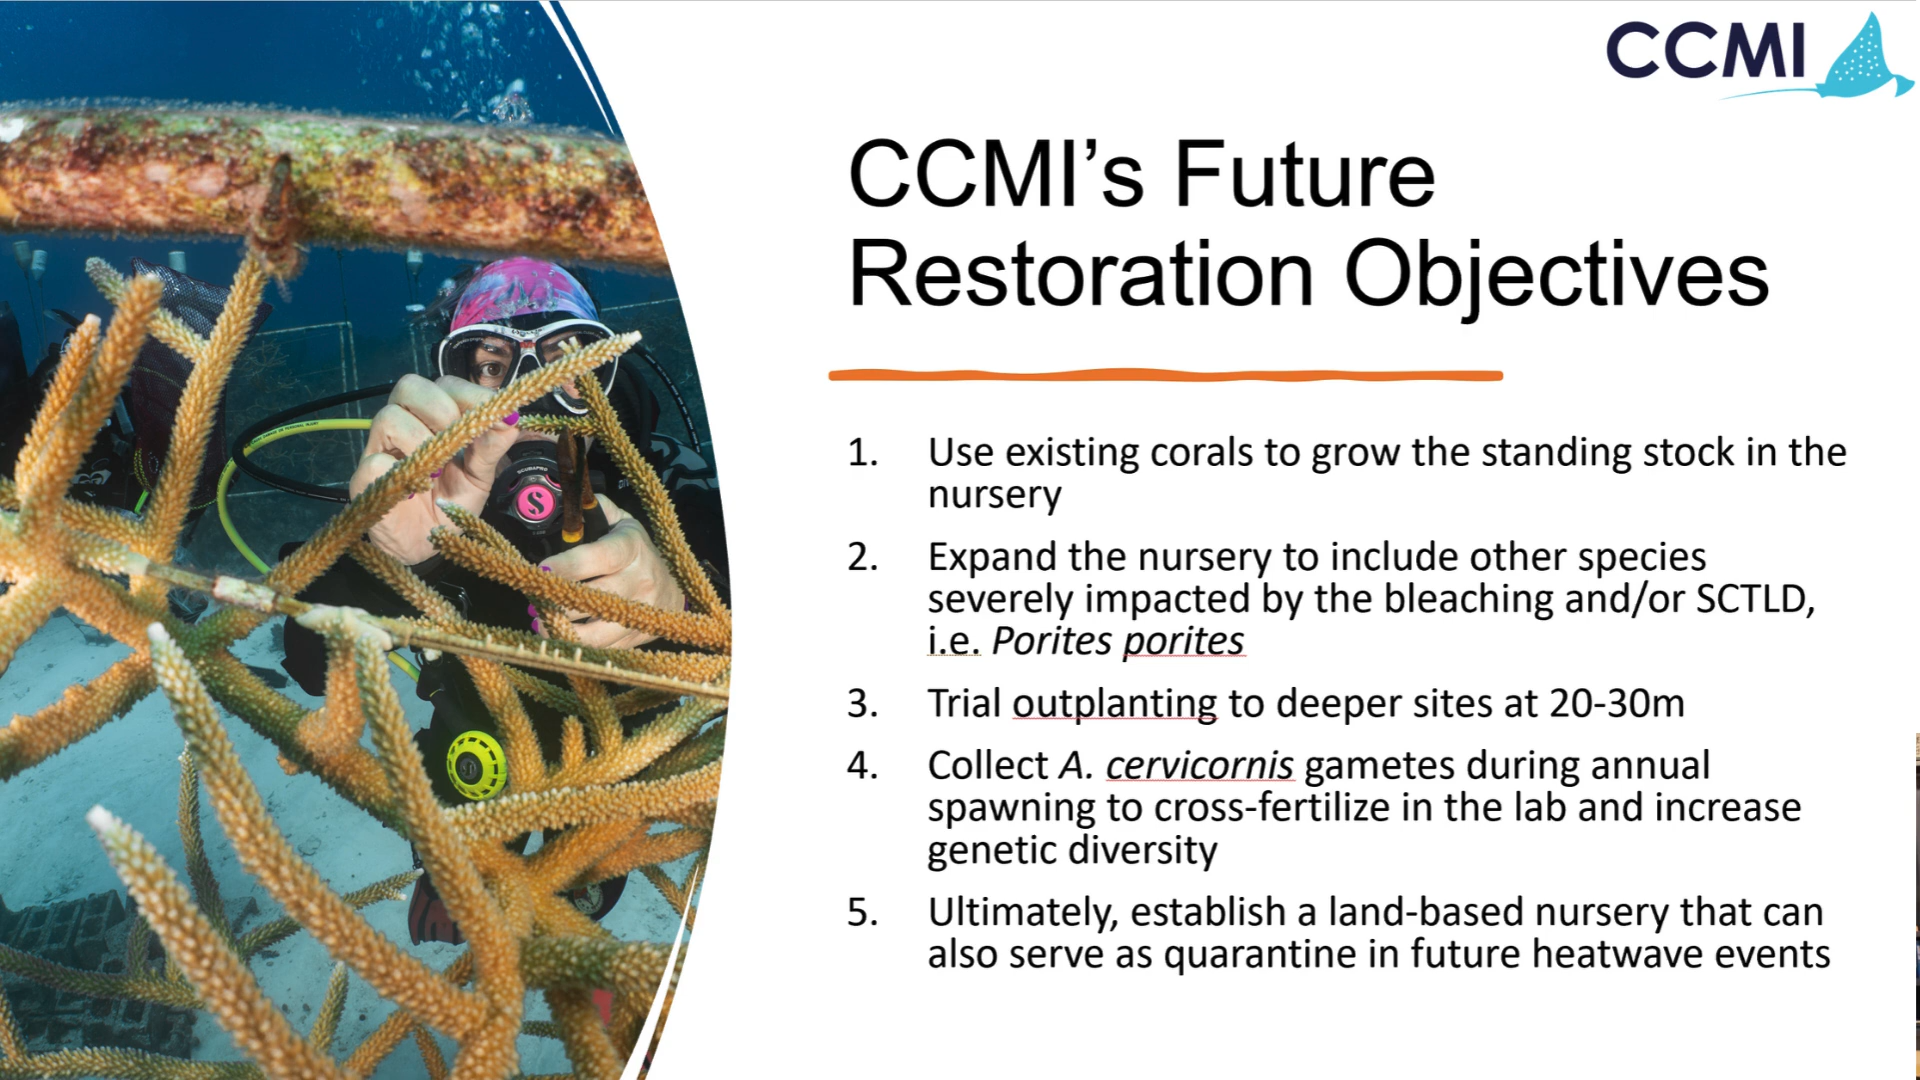 CCMI
CCMI’s Future
Restoration Objectives
1. Use existing corals to grow the standing stock in the
nursery
2. Expand the nursery to include other species
severely impacted by the bleaching and/or SCTLD,
i.e. Porites porites
3. Trial outplanting to deeper sites at 20-30m
4. Collect A. cervicornis gametes during annual
spawning to cross-fertilize in the lab and increase
genetic diversity
5. Ultimately, establish a land-based nursery that can
also serve as quarantine in future heatwave events
SCUBAPRO
S